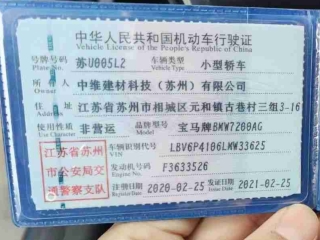 中华人民共和国机动车行驶证
Vehicle License of the People's Republic of China
号牌号码 苏U005L2 车辆类型 小型轿车
Plate No. Vehicle Type
所有人 中维建材科技（苏州）有限公司
Owner
住址 江苏省苏州市相城区元和镇古巷村三组3-16
Address
使用性质 非营运 品牌型号 宝马牌BMW7200AG
Use Character Model
江苏省苏州
市公安局交
通警察支队
车辆识别代号 LBV6P4106LMW33625
VIN
发动机号码 F3633526
Engine No.
注册日期 2020-02-25 发证日期 2021-02-25
Register Date Issue Date